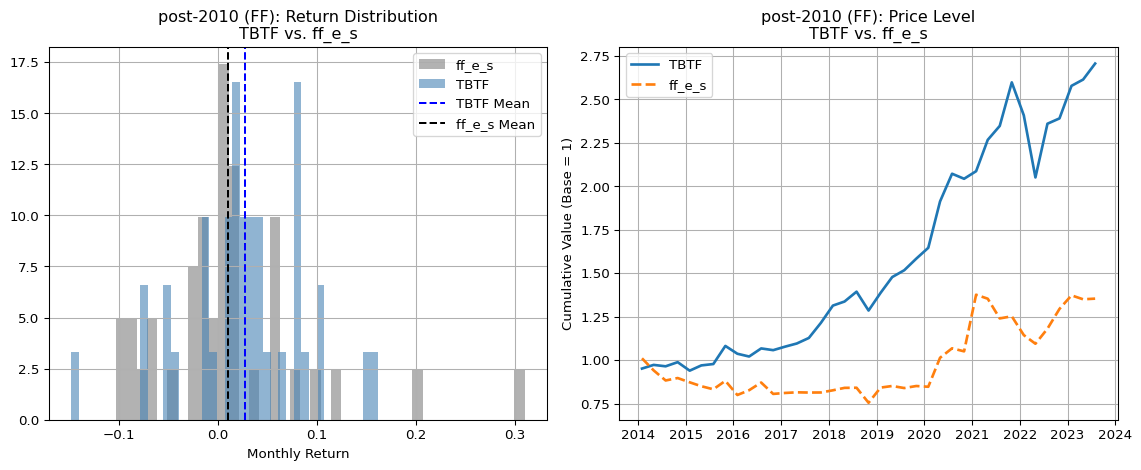 post-2010 (FF): Return Distribution
TBTF vs. ff_e_s
17.5
15.0
12.5
10.0
7.5
5.0
2.5
0.0
−0.1
0.0
0.1
0.2
0.3
Monthly Return
ff_e_s
TBTF
TBTF Mean
ff_e_s Mean
post-2010 (FF): Price Level
TBTF vs. ff_e_s
Cumulative Value (Base = 1)
2.75
2.50
2.25
2.00
1.75
1.50
1.25
1.00
0.75
2014
2015
2016
2017
2018
2019
2020
2021
2022
2023
2024
TBTF
ff_e_s